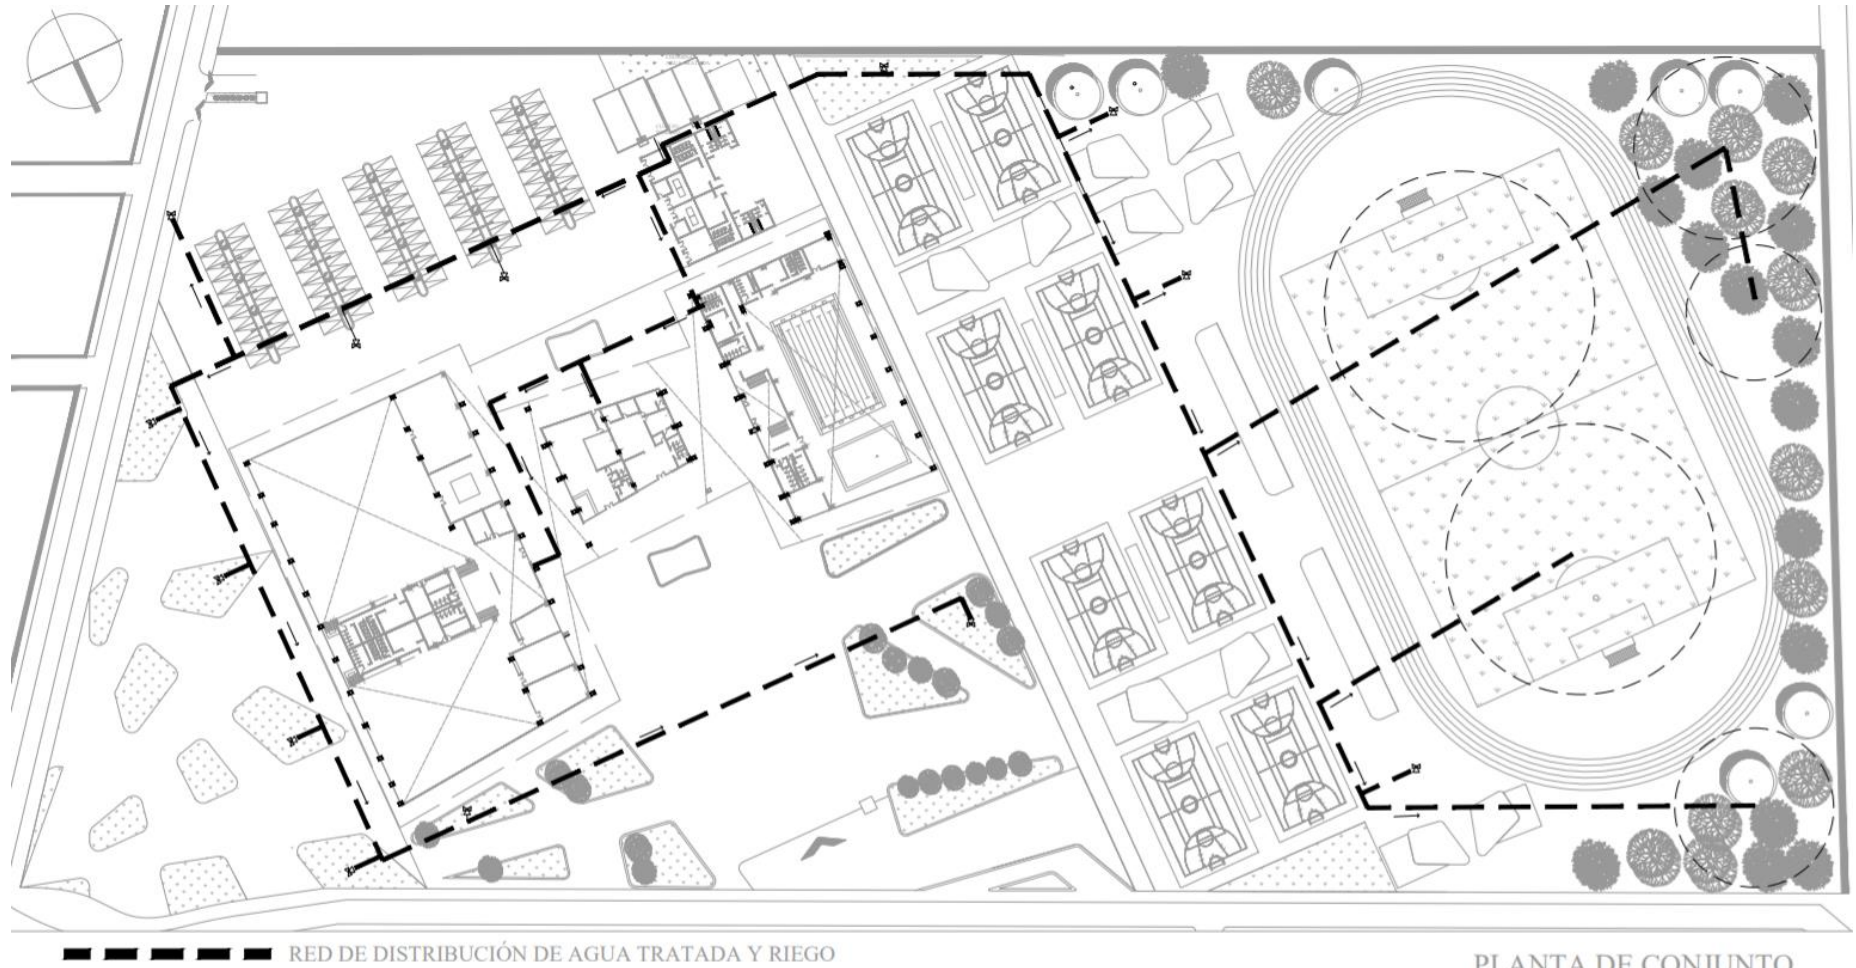 RED DE DISTRIBUCIÓN DE AGUA TRATADA Y RIEGO
PLANTA DE CONJUNTO